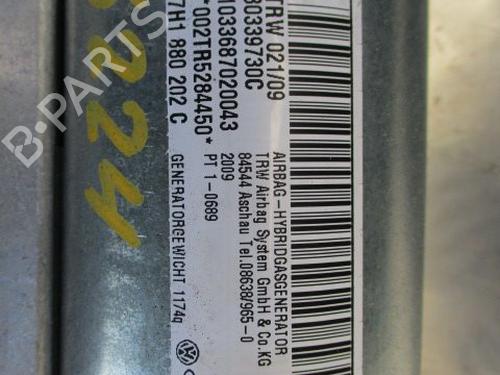 TRW 021/09
30339730C
1033687020043
*002TR5284450*
7H1 880 202 C
AIRBAG-HYBRIDGASGENERATOR
TRW Airbag System GmbH & Co.KG
84544 Aschau Tel.08638/965-0
2009
PT 1-0689
GENERATORGEWICHT 1174g
B-PARTS